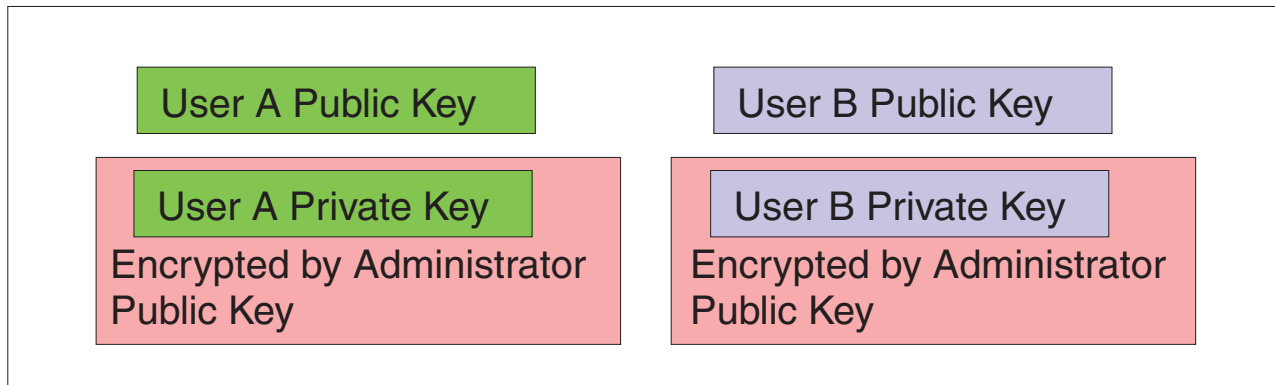 User A Public Key
User B Public Key
User A Private Key
Encrypted by Administrator
Public Key
User B Private Key
Encrypted by Administrator
Public Key